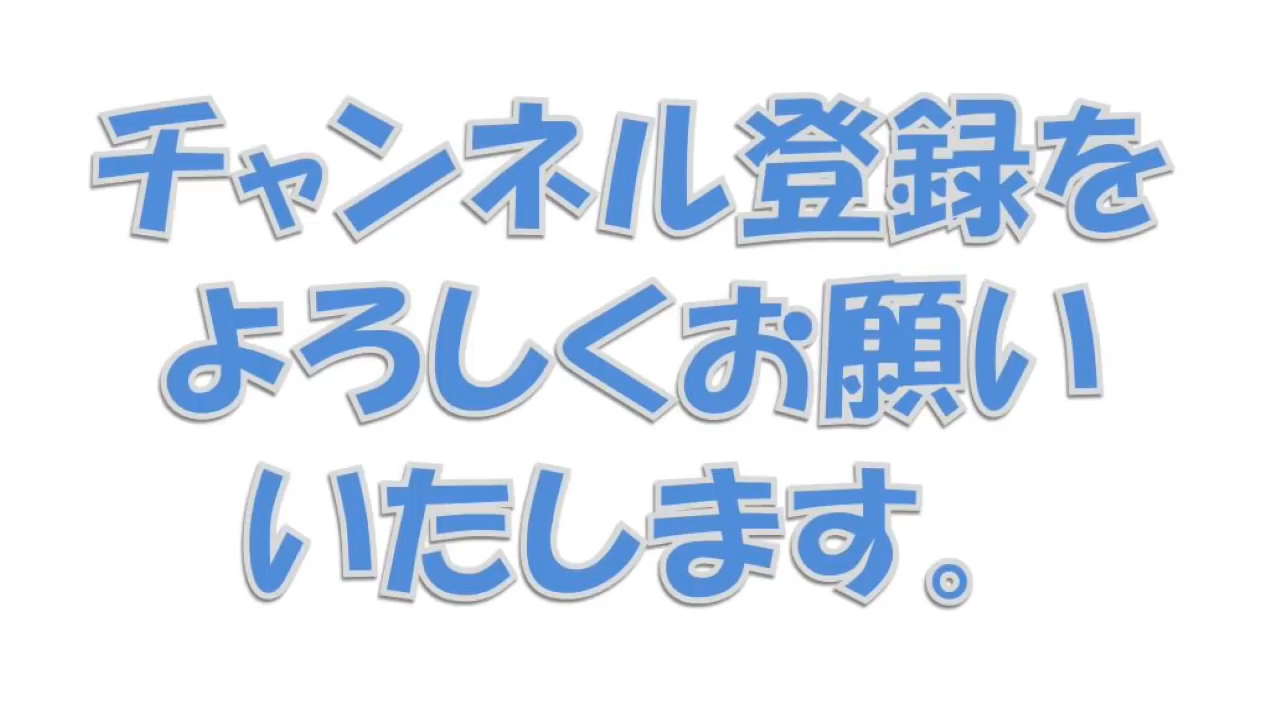 チャンネル登録を
よろしくお願い
いたします。